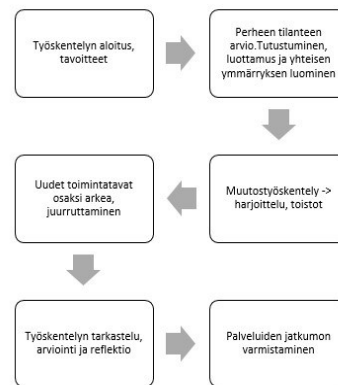 Työskentelyn aloitus,
tavoitteet
Perheen tilanteen
arvio.Tutustuminen,
luottamus ja yhteisen
ymmärryksen luominen
Muutostyöskentely ->
harjoittelu, toistot
Uudet toimintatavat
osaksi arkea,
juurruttaminen
Työskentelyn tarkastelu,
arviointi ja reflektio
Palveluiden jatkumon
varmistaminen